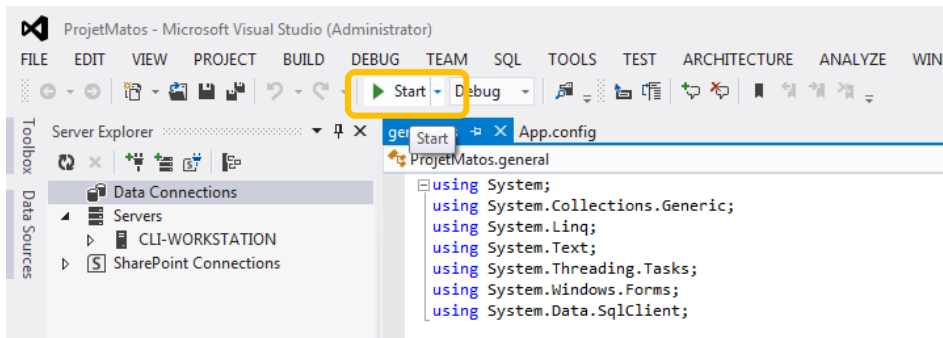 ProjetMatos - Microsoft Visual Studio (Administrator)
FILE EDIT VIEW PROJECT BUILD DEBUG TEAM SQL TOOLS TEST ARCHITECTURE ANALYZE WIN
Start Debug
Toolbox
Data Sources
Server Explorer
Data Connections
Servers
CLI-WORKSTATION
SharePoint Connections
Start
App.config
ProjetMatos.general
using System;
using System.Collections.Generic;
using System.Linq;
using System.Text;
using System.Threading.Tasks;
using System.Windows.Forms;
using System.Data.SqlClient;